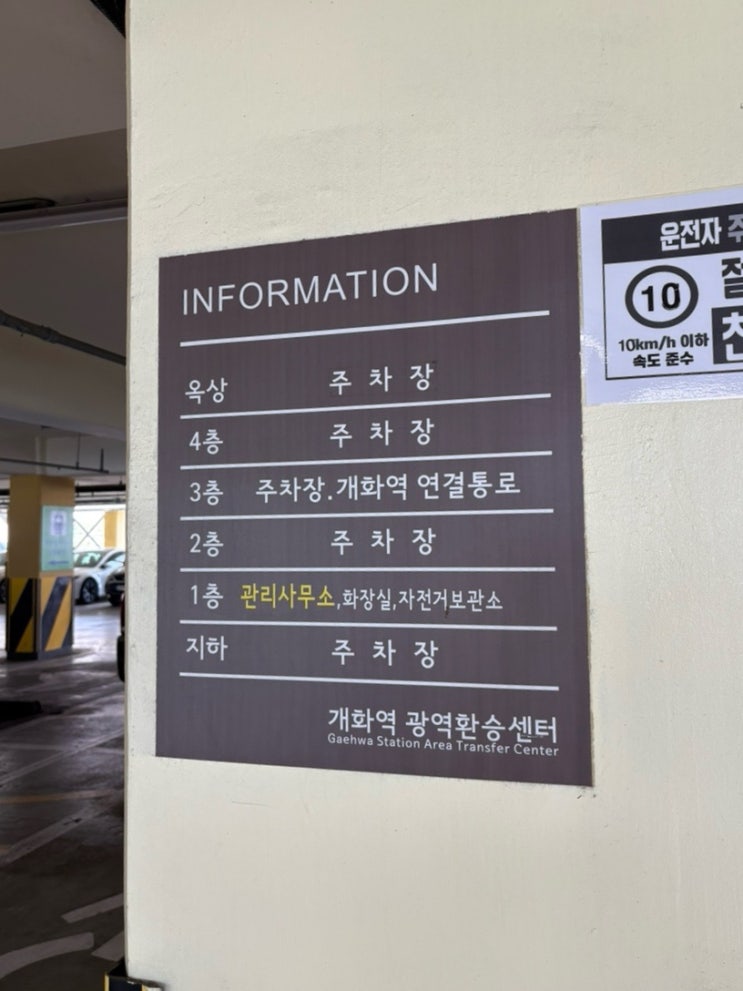 INFORMATION
옥상 주 차 장
4층 주 차 장
3층 주차장.개화역 연결통로
2층 주 차 장
1층 관리사무소,화장실,자전거보관소
지하 주 차 장
개화역 광역환승센터
Gaehwa Station Area Transfer Center
운전자
10
10km/h 이하
속도 준수